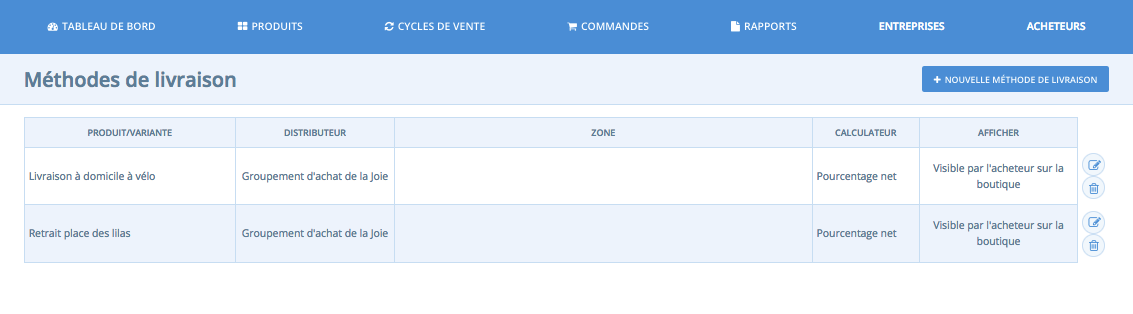 TABLEAU DE BORD PRODUITS CYCLES DE VENTE COMMANDES RAPPORTS ENTREPRISES ACHETEURS
Méthodes de livraison
NOUVELLE MÉTHODE DE LIVRAISON
PRODUIT/VARIANTE DISTRIBUTEUR ZONE CALCULATEUR AFFICHER
Livraison à domicile à vélo Groupement d'achat de la Joie Pourcentage net Visible par l'acheteur sur la
boutique
Retrait place des lilas Groupement d'achat de la Joie Pourcentage net Visible par l'acheteur sur la
boutique